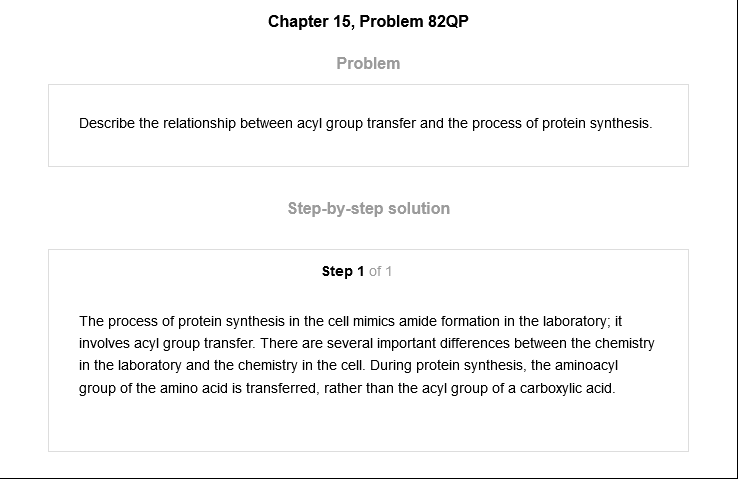 Chapter 15, Problem 82QP
Problem
Describe the relationship between acyl group transfer and the process of protein synthesis.
Step-by-step solution
Step 1 of 1
The process of protein synthesis in the cell mimics amide formation in the laboratory; it
involves acyl group transfer. There are several important differences between the chemistry
in the laboratory and the chemistry in the cell. During protein synthesis, the aminoacyl
group of the amino acid is transferred, rather than the acyl group of a carboxylic acid.